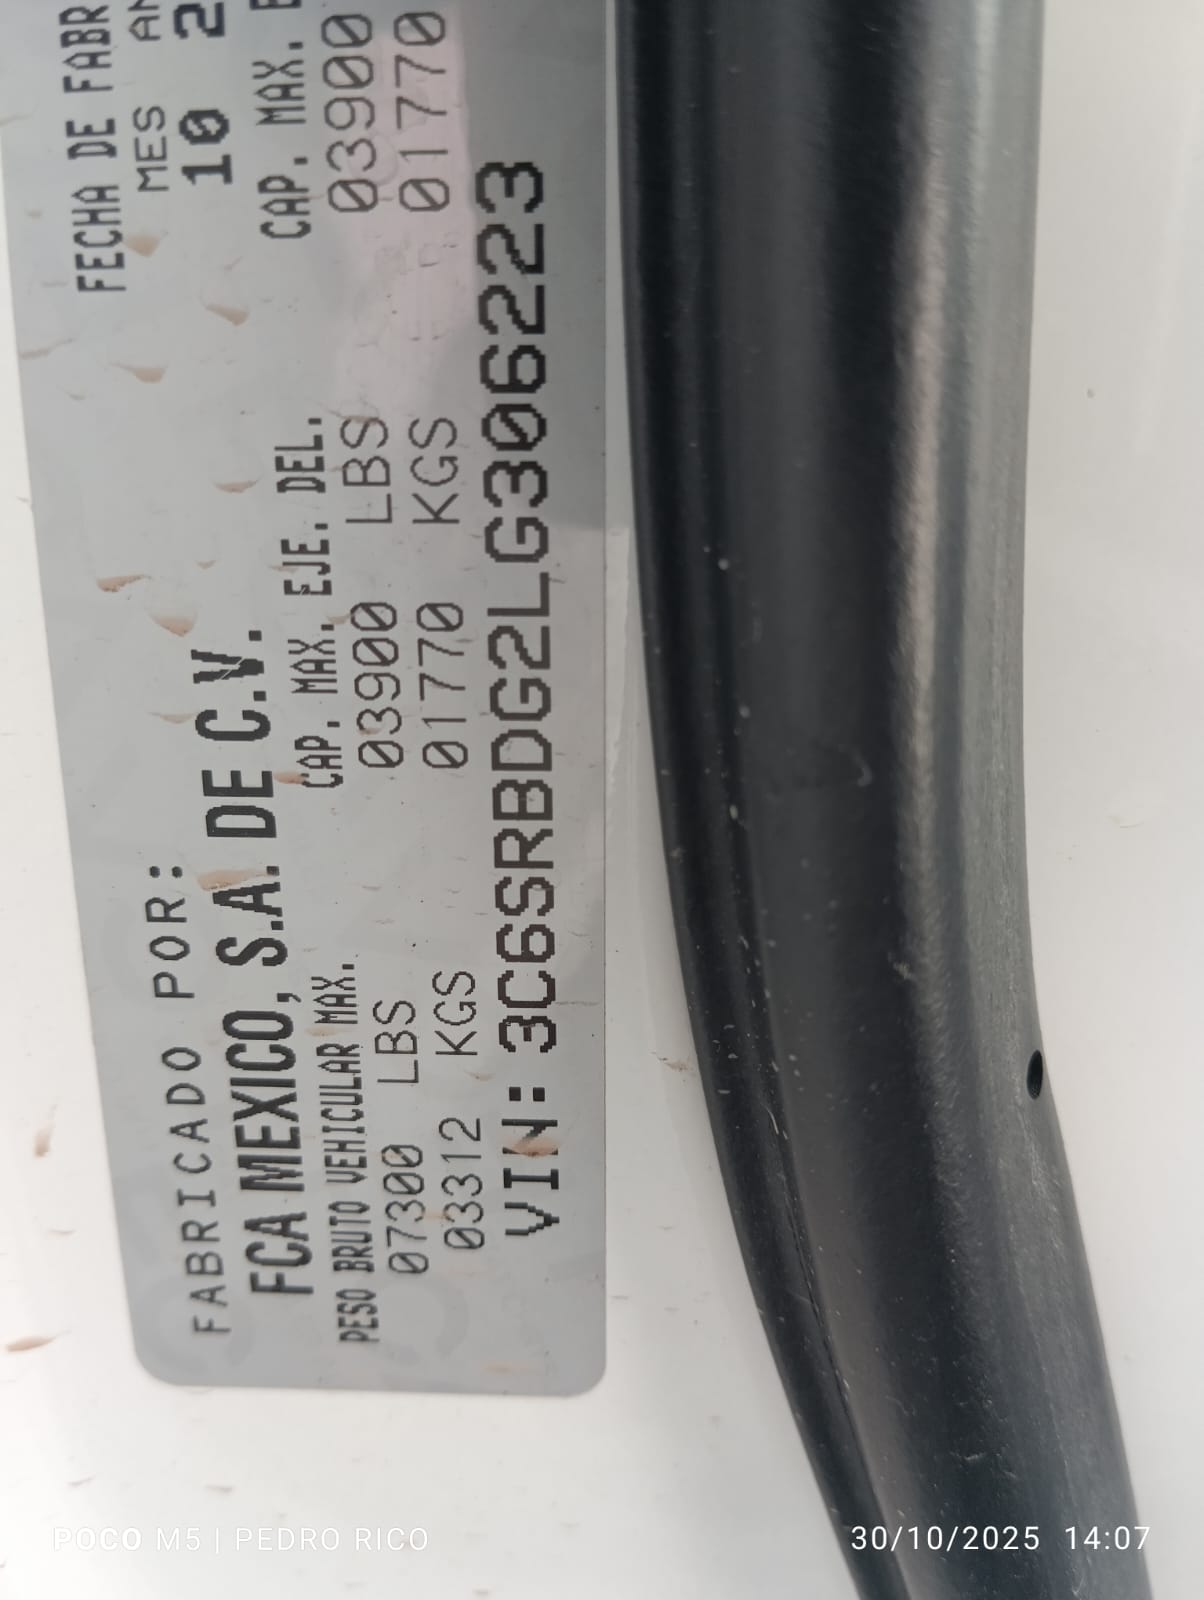 FABRICADO POR:
FCA MEXICO, S.A. DE C.V.
FECHA DE FABR
MES
10 2
PESO BRUTO VEHICULAR MAX.
07300 LBS
03312 KGS
CAP. MAX. EJE. DEL.
03900 LBS
01770 KGS
CAP. MAX. E
03900
01770
VIN: 3C6SRBDG2LG306223
POCO M5 | PEDRO RICO
30/10/2025 14:07